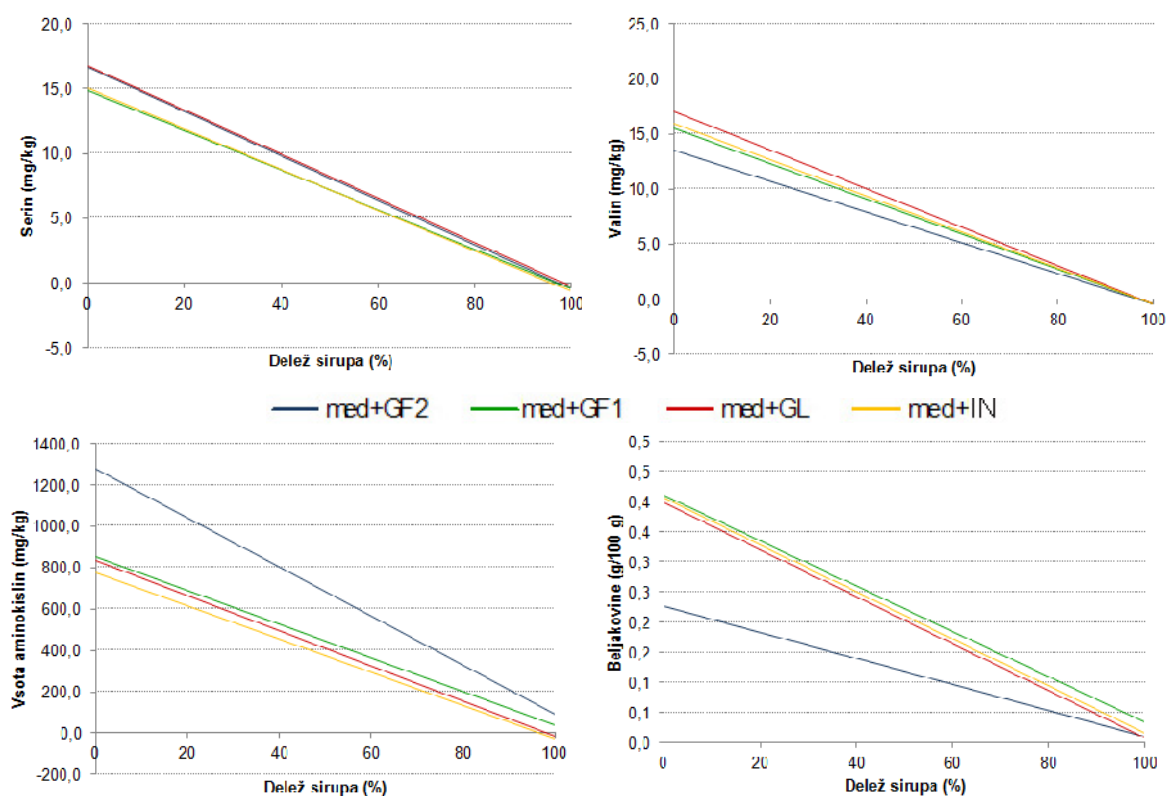 20,0
15,0
10,0
5,0
0,0
-5,0
Serin (mg/kg)
0 20 40 60 80 100
Delež sirupa (%)
25,0
20,0
15,0
10,0
5,0
0,0
-5,0
Valin (mg/kg)
0 20 40 60 80 100
Delež sirupa (%)
med+GF2 med+GF1 med+GL med+IN
1400,0
1200,0
1000,0
800,0
600,0
400,0
200,0
0,0
-200,0
Vsota aminokislin (mg/kg)
0 20 40 60 80 100
Delež sirupa (%)
0,5
0,5
0,4
0,4
0,3
0,3
0,2
0,2
0,1
0,1
0,0
Beljakovine (g/100 g)
0 20 40 60 80 100
Delež sirupa (%)